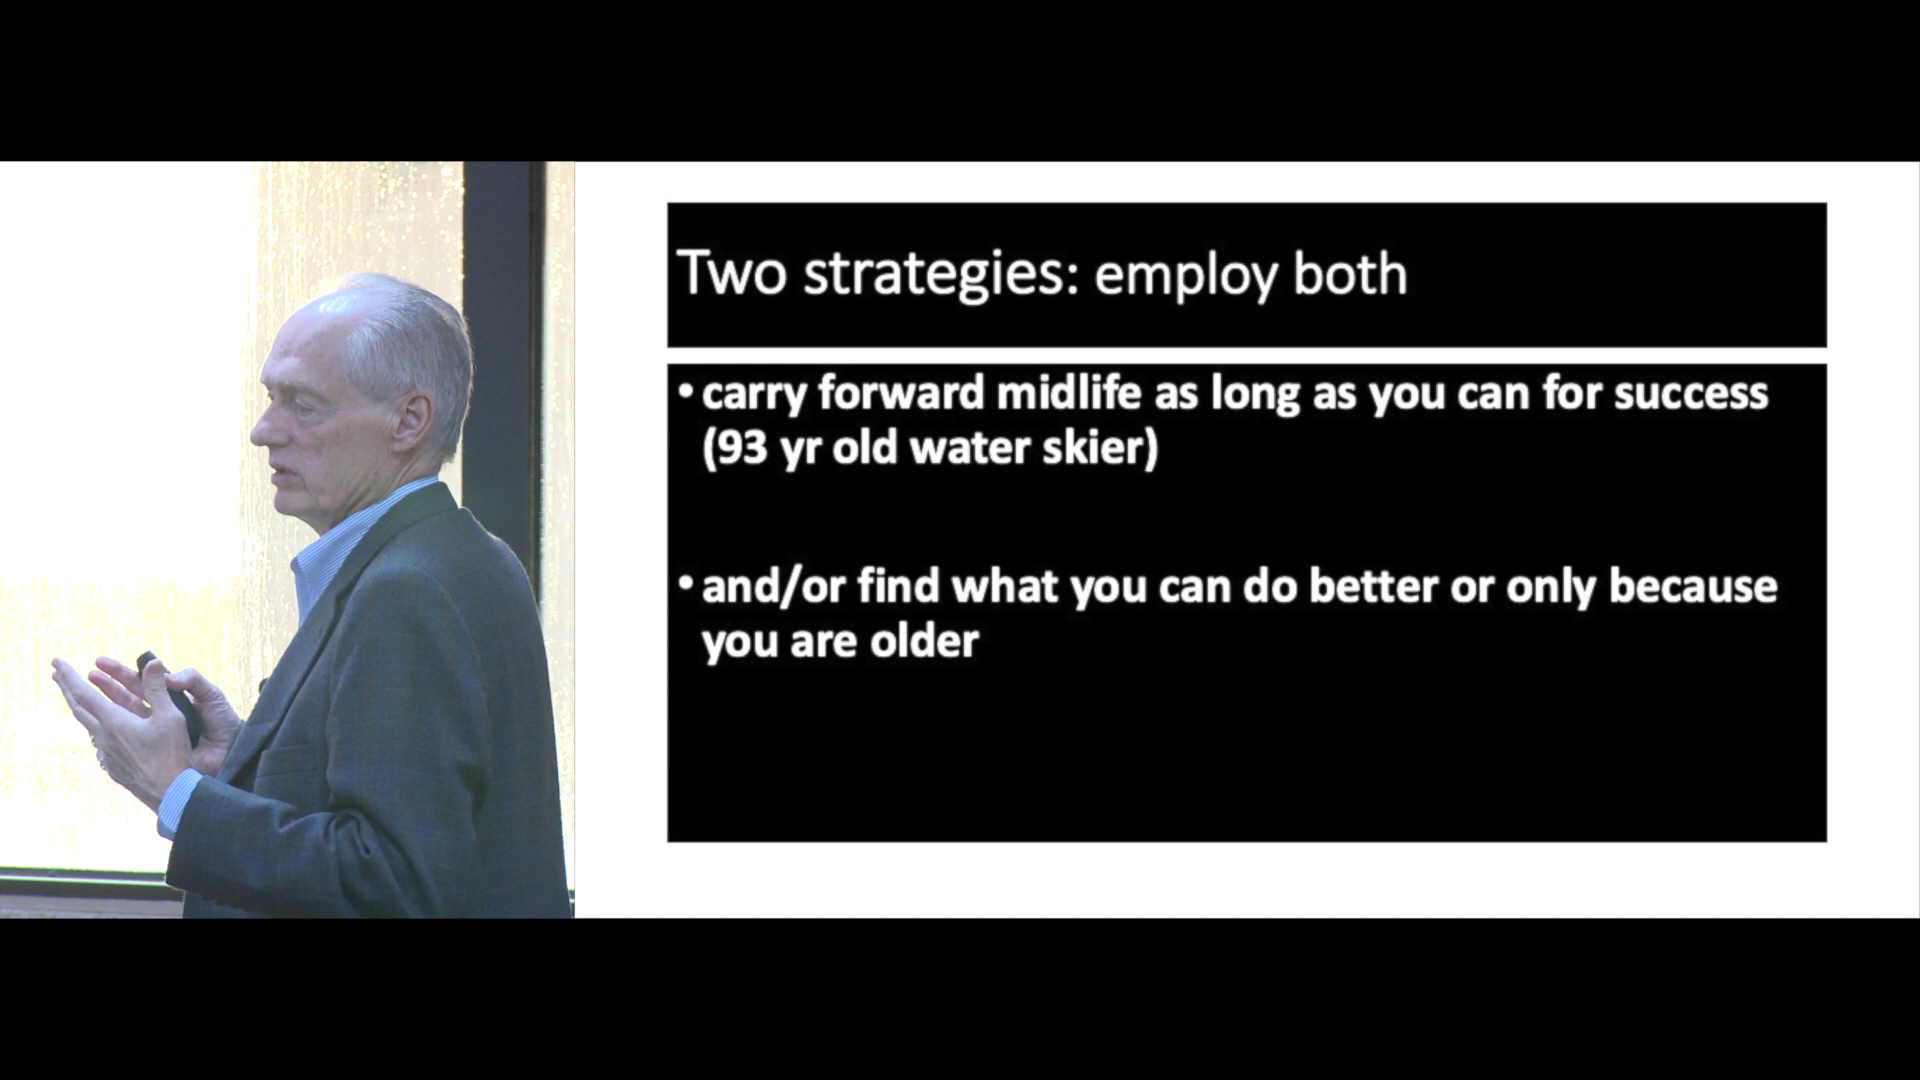 Two strategies: employ both
• carry forward midlife as long as you can for success
(93 yr old water skier)
• and/or find what you can do better or only because
you are older